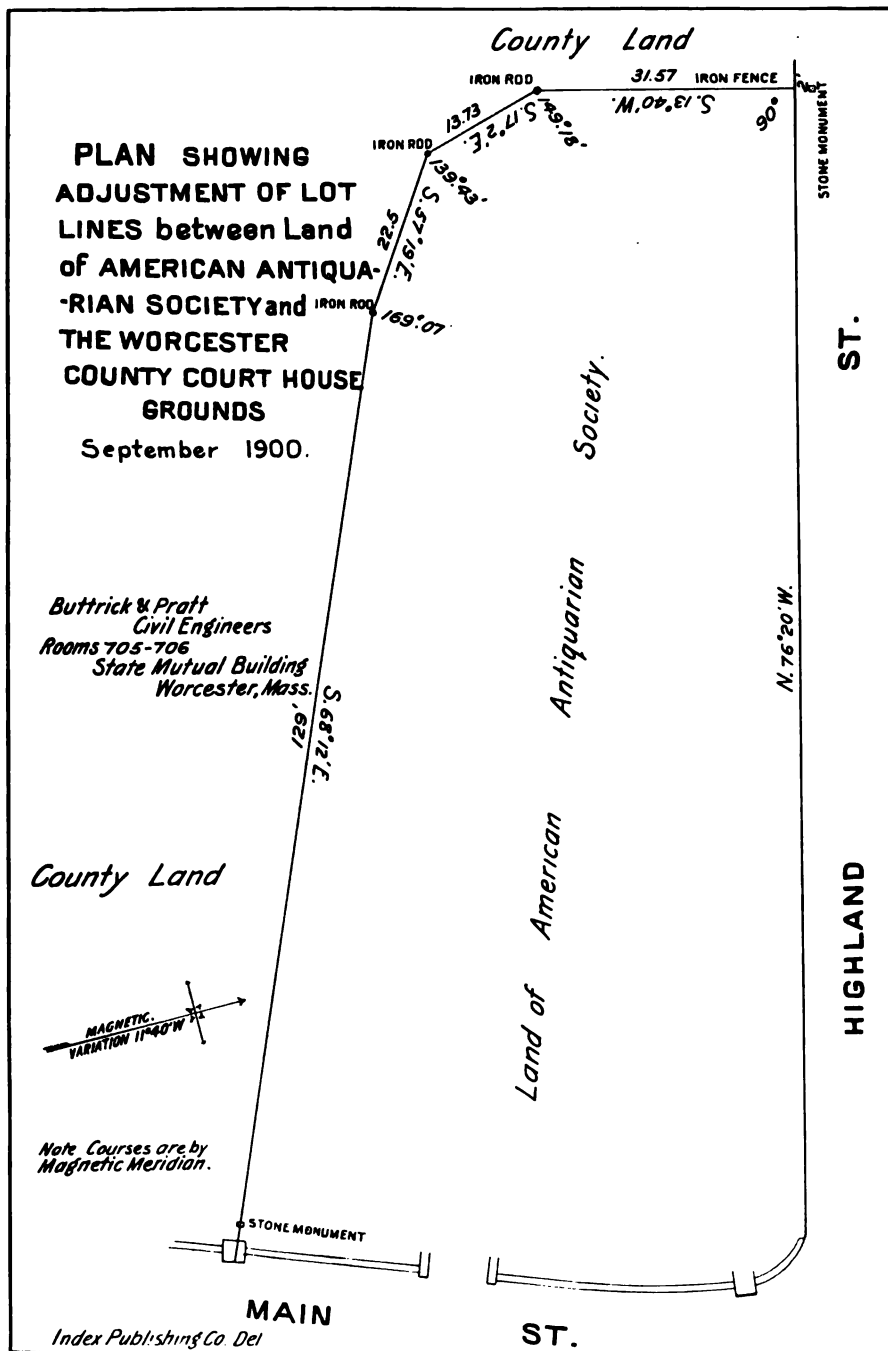 County Land
IRON ROD
31.57 IRON FENCE
S.13°40'W.
2'
90°
STONE MONUMENT
13.73
S.17°2'E.
149°18'
IRON ROD
139°43'
22.5
S.57°19'E.
IRON ROD
169°07'
PLAN SHOWING
ADJUSTMENT OF LOT
LINES between Land
of AMERICAN ANTIQUA-
-RIAN SOCIETY and
THE WORCESTER
COUNTY COURT HOUSE
GROUNDS
September 1900.
Buttrick & Pratt
Civil Engineers
Rooms 705-706
State Mutual Building
Worcester, Mass.
129'
S.68°12'E.
Land of American Antiquarian Society.
N.76°20'W.
HIGHLAND ST.
County Land
MAGNETIC.
VARIATION 11°40'W
Note Courses are by
Magnetic Meridian.
STONE MONUMENT
MAIN ST.
Index Publishing Co. Del